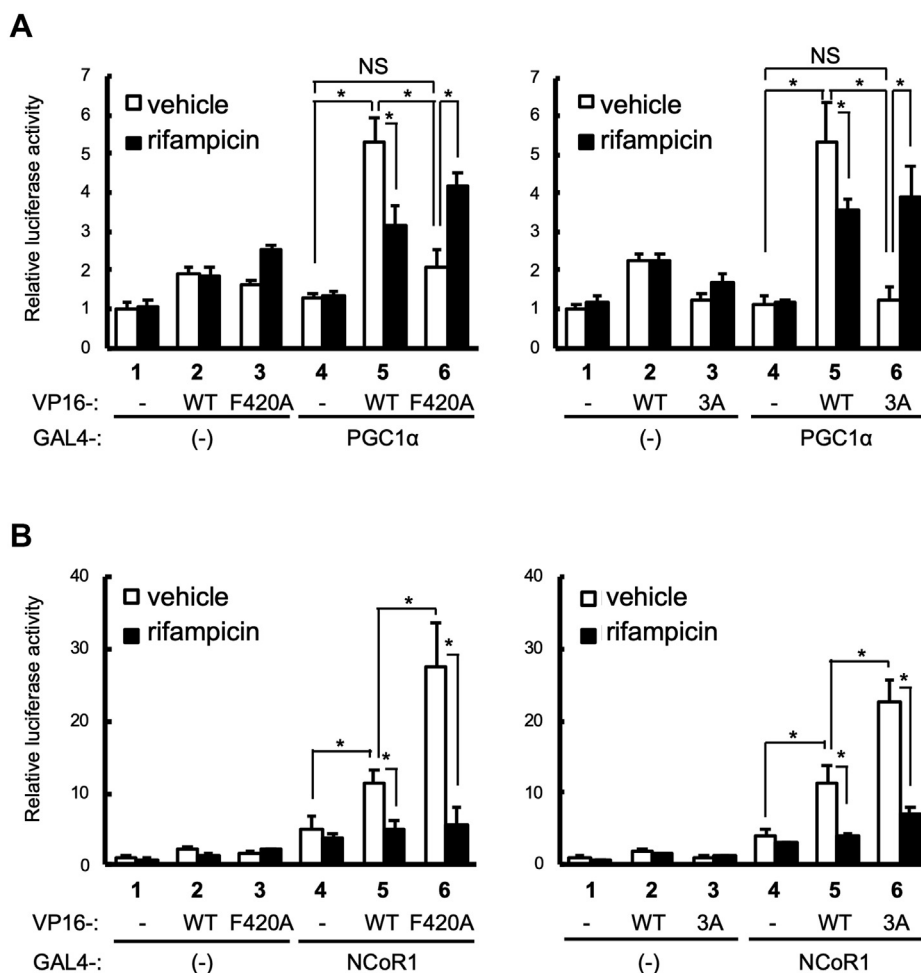 A
NS
* * *
*
7
6
5
4
3
2
1
0
Relative luciferase activity
vehicle
rifampicin
1 2 3 4 5 6
VP16-: - WT F420A - WT F420A
GAL4-: (-) PGC1α
NS
* * *
*
7
6
5
4
3
2
1
0
vehicle
rifampicin
1 2 3 4 5 6
- WT 3A - WT 3A
(-) PGC1α
B
40
30
20
10
0
Relative luciferase activity
vehicle
rifampicin
*
*
*
*
1 2 3 4 5 6
VP16-: - WT F420A - WT F420A
GAL4-: (-) NCoR1
40
30
20
10
0
vehicle
rifampicin
*
*
*
*
1 2 3 4 5 6
- WT 3A - WT 3A
(-) NCoR1